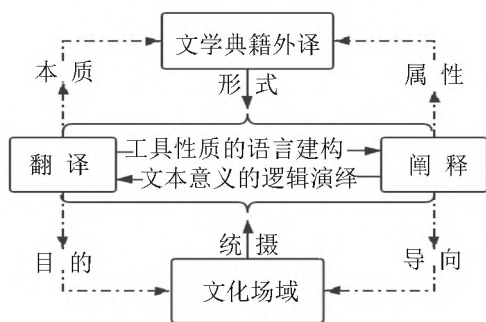 文学典籍外译
本质
形式
属性
翻译
工具性质的语言建构
文本意义的逻辑演绎
阐释
目的
统摄
导向
文化场域